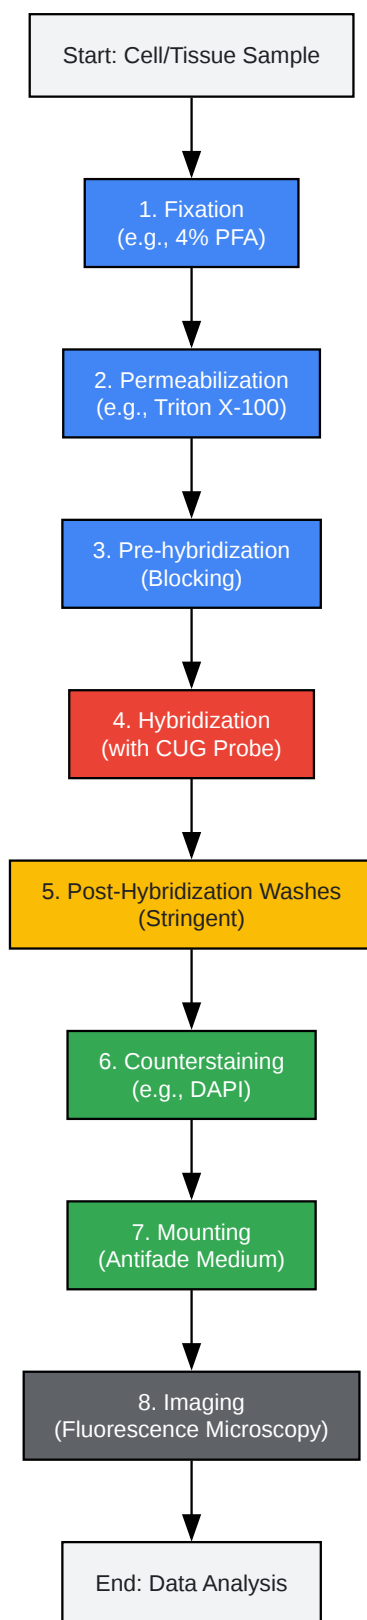 Start: Cell/Tissue Sample
1. Fixation
(e.g., 4% PFA)
2. Permeabilization
(e.g., Triton X-100)
3. Pre-hybridization
(Blocking)
4. Hybridization
(with CUG Probe)
5. Post-Hybridization Washes
(Stringent)
6. Counterstaining
(e.g., DAPI)
7. Mounting
(Antifade Medium)
8. Imaging
(Fluorescence Microscopy)
End: Data Analysis